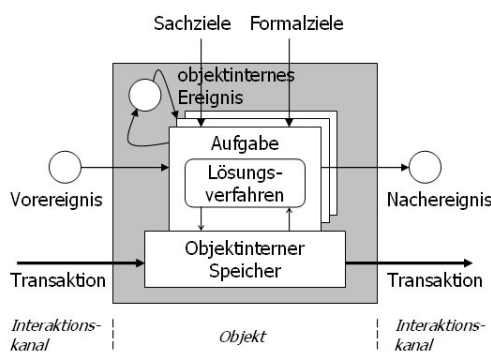 Sachziele
Formalziele
objektinternes
Ereignis
Aufgabe
Lösungs-
verfahren
Vorereignis
Nachereignis
Objektinterner
Speicher
Transaktion
Transaktion
Interaktions-
kanal
Objekt
Interaktions-
kanal